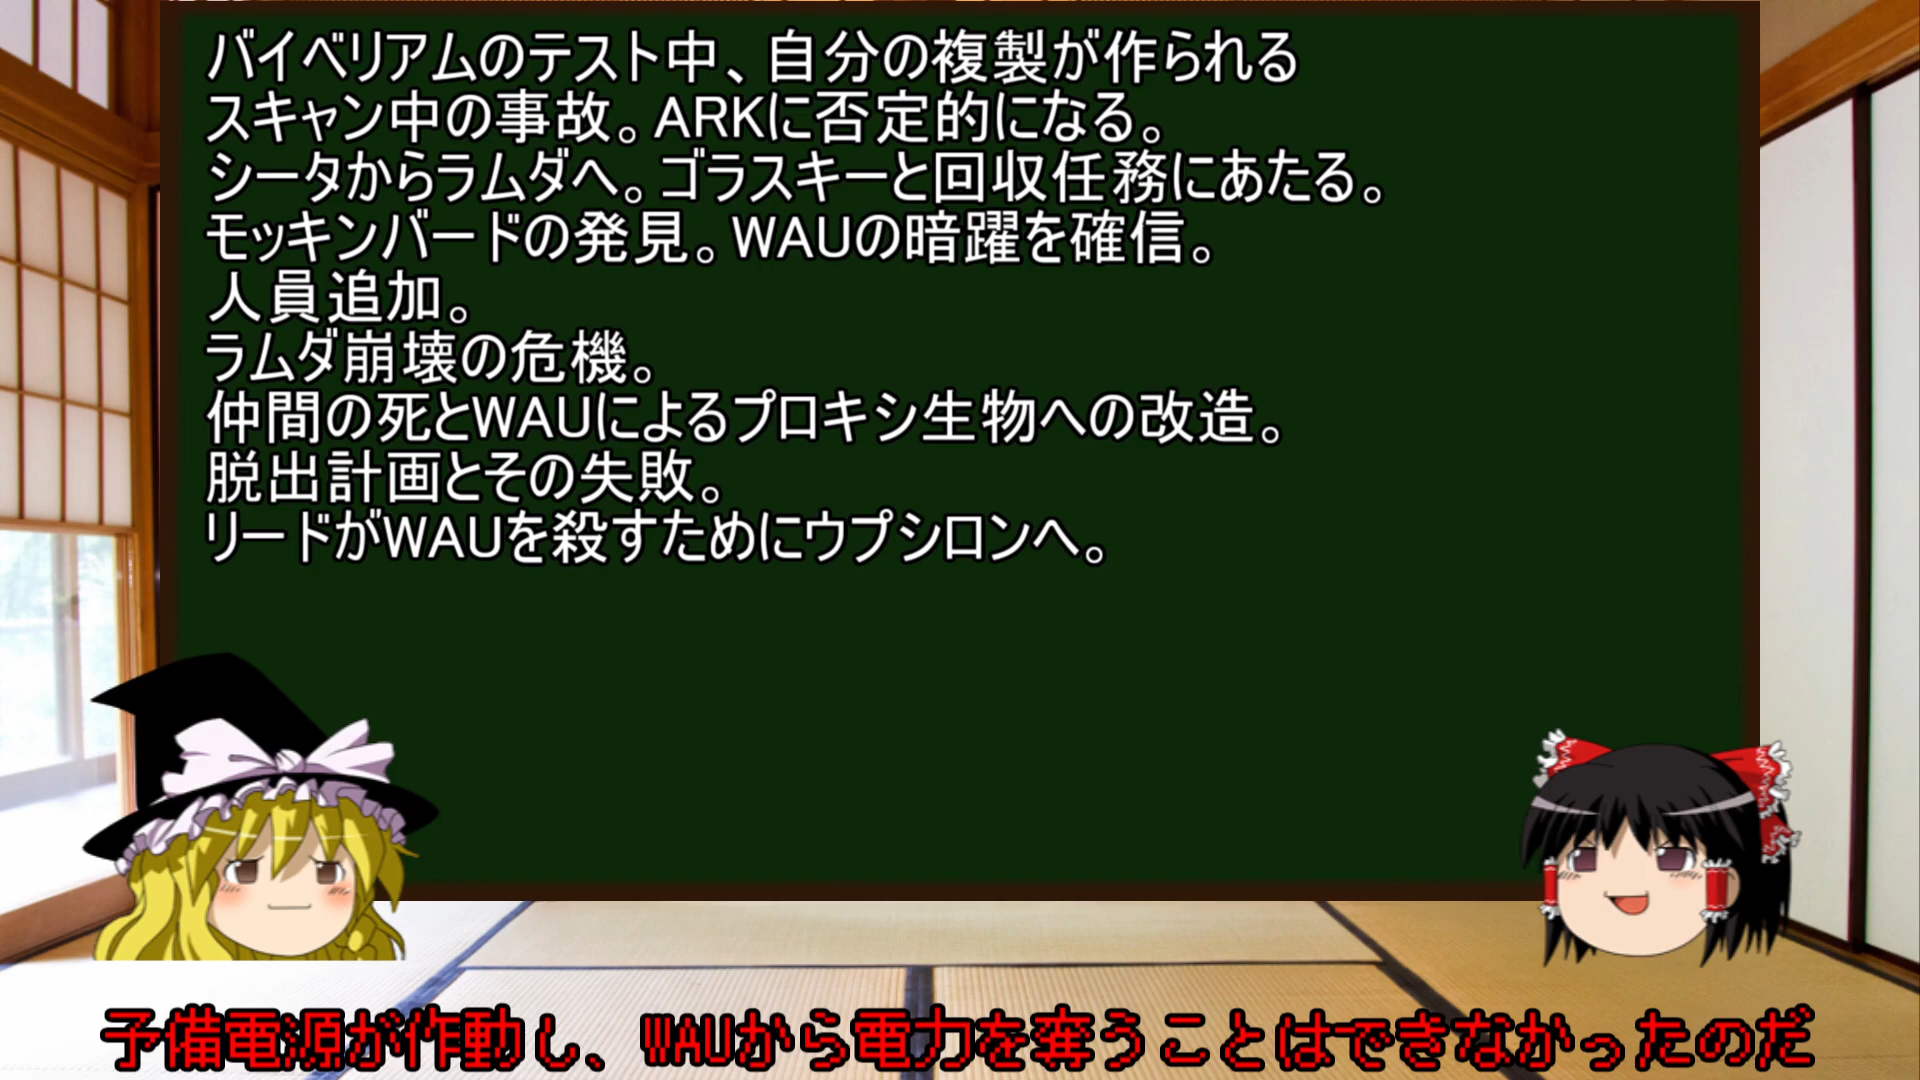 バイベリアムのテスト中、自分の複製が作られる
スキャン中の事故。ARKに否定的になる。
シータからラムダへ。ゴラスキーと回収任務にあたる。
モッキンバードの発見。WAUの暗躍を確信。
人員追加。
ラムダ崩壊の危機。
仲間の死とWAUによるプロキシ生物への改造。
脱出計画とその失敗。
リードがWAUを殺すためにウプシロンへ。
予備電源が作動し、WAUから電力を奪うことはできなかったのだ